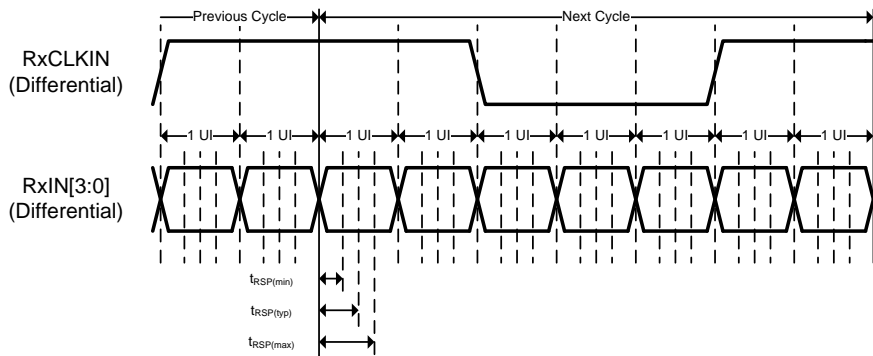 Previous Cycle
Next Cycle
RxCLKIN
(Differential)
1 UI
1 UI
1 UI
1 UI
1 UI
1 UI
1 UI
1 UI
1 UI
RxIN[3:0]
(Differential)
tRSP(min)
tRSP(typ)
tRSP(max)